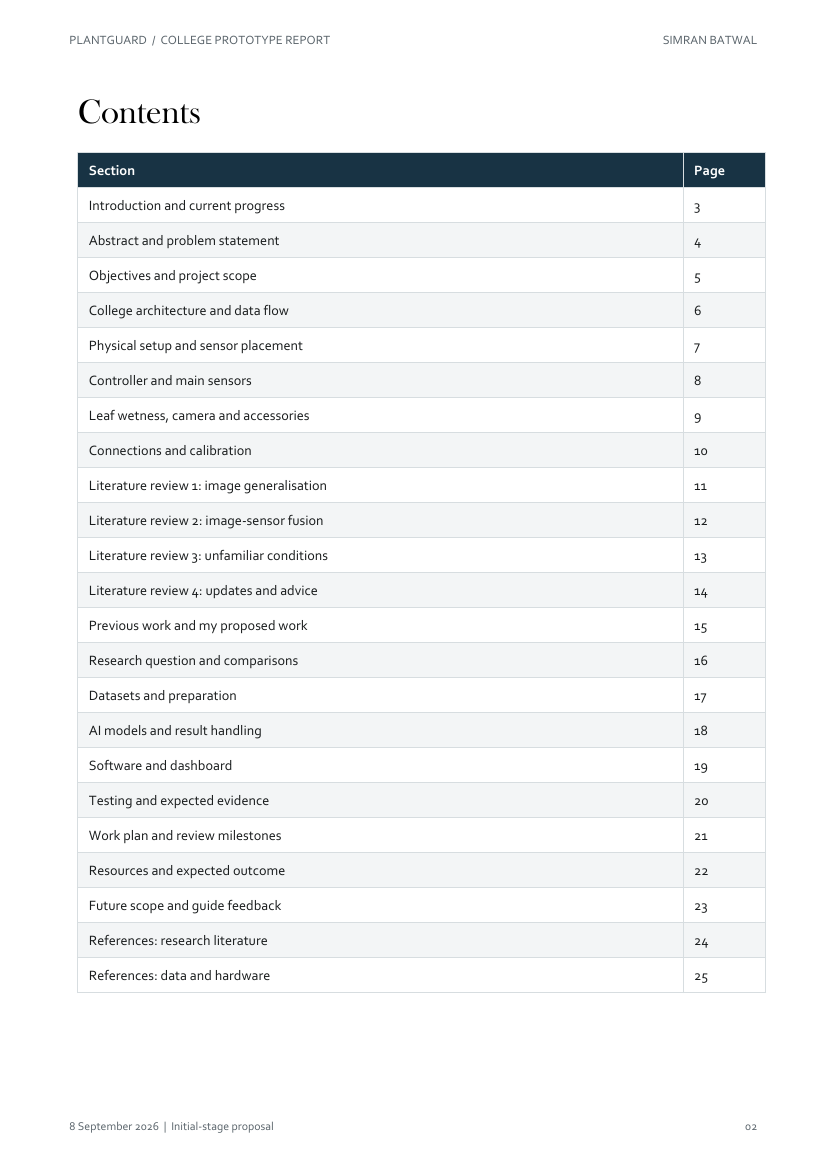 PLANTGUARD / COLLEGE PROTOTYPE REPORT SIMRAN BATWAL
Contents
Section Page
Introduction and current progress 3
Abstract and problem statement 4
Objectives and project scope 5
College architecture and data flow 6
Physical setup and sensor placement 7
Controller and main sensors 8
Leaf wetness, camera and accessories 9
Connections and calibration 10
Literature review 1: image generalisation 11
Literature review 2: image-sensor fusion 12
Literature review 3: unfamiliar conditions 13
Literature review 4: updates and advice 14
Previous work and my proposed work 15
Research question and comparisons 16
Datasets and preparation 17
AI models and result handling 18
Software and dashboard 19
Testing and expected evidence 20
Work plan and review milestones 21
Resources and expected outcome 22
Future scope and guide feedback 23
References: research literature 24
References: data and hardware 25
8 September 2026 | Initial-stage proposal 02